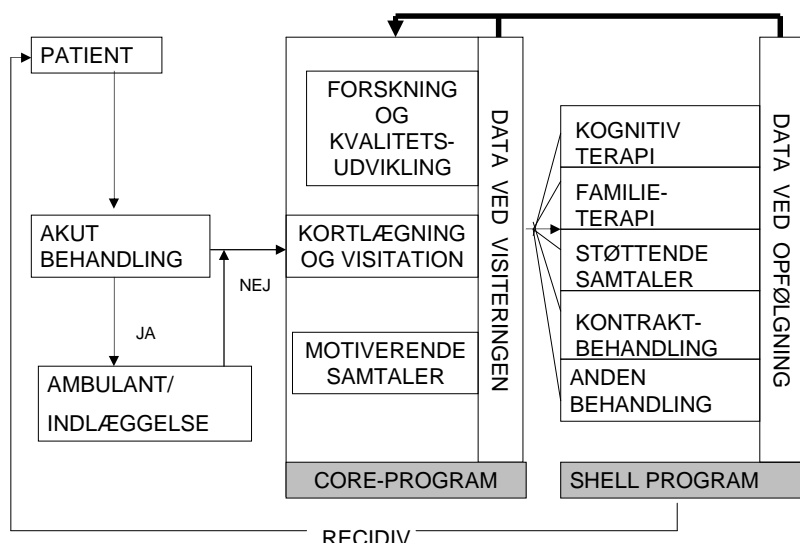 PATIENT
AKUT
BEHANDLING
JA
NEJ
AMBULANT/
INDLÆGGELSE
FORSKNING
OG
KVALITETS-
UDVIKLING
KORTLÆGNING
OG VISITATION
MOTIVERENDE
SAMTALER
DATA VED VISITERINGEN
CORE-PROGRAM
KOGNITIV
TERAPI
FAMILIE-
TERAPI
STØTTENDE
SAMTALER
KONTRAKT-
BEHANDLING
ANDEN
BEHANDLING
DATA VED OPFØLGNING
SHELL PROGRAM
RECIDIV